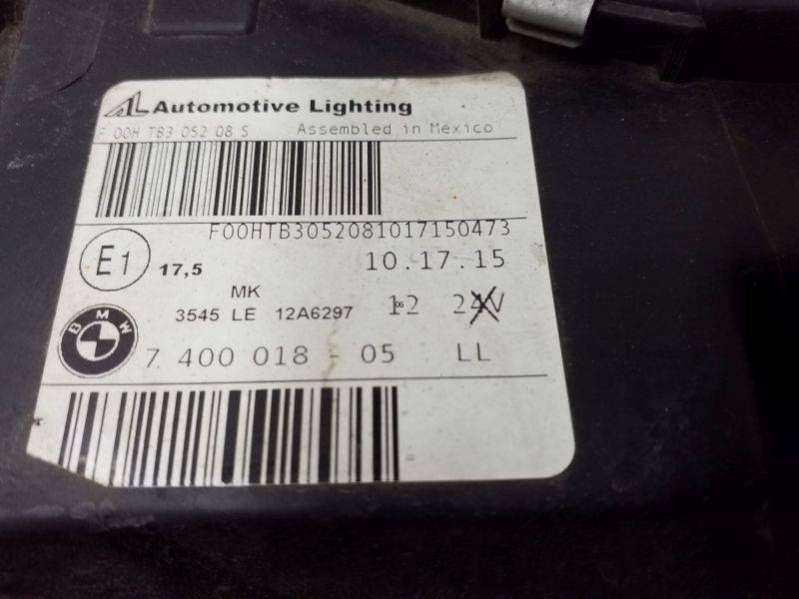 AL Automotive Lighting
F 00H TB3 052 08 S Assembled in Mexico
F00HTB3052081017150473
E1 17,5 10.17.15
MK
3545 LE 12A6297 12 24V
BMW 7 400 018 - 05 LL